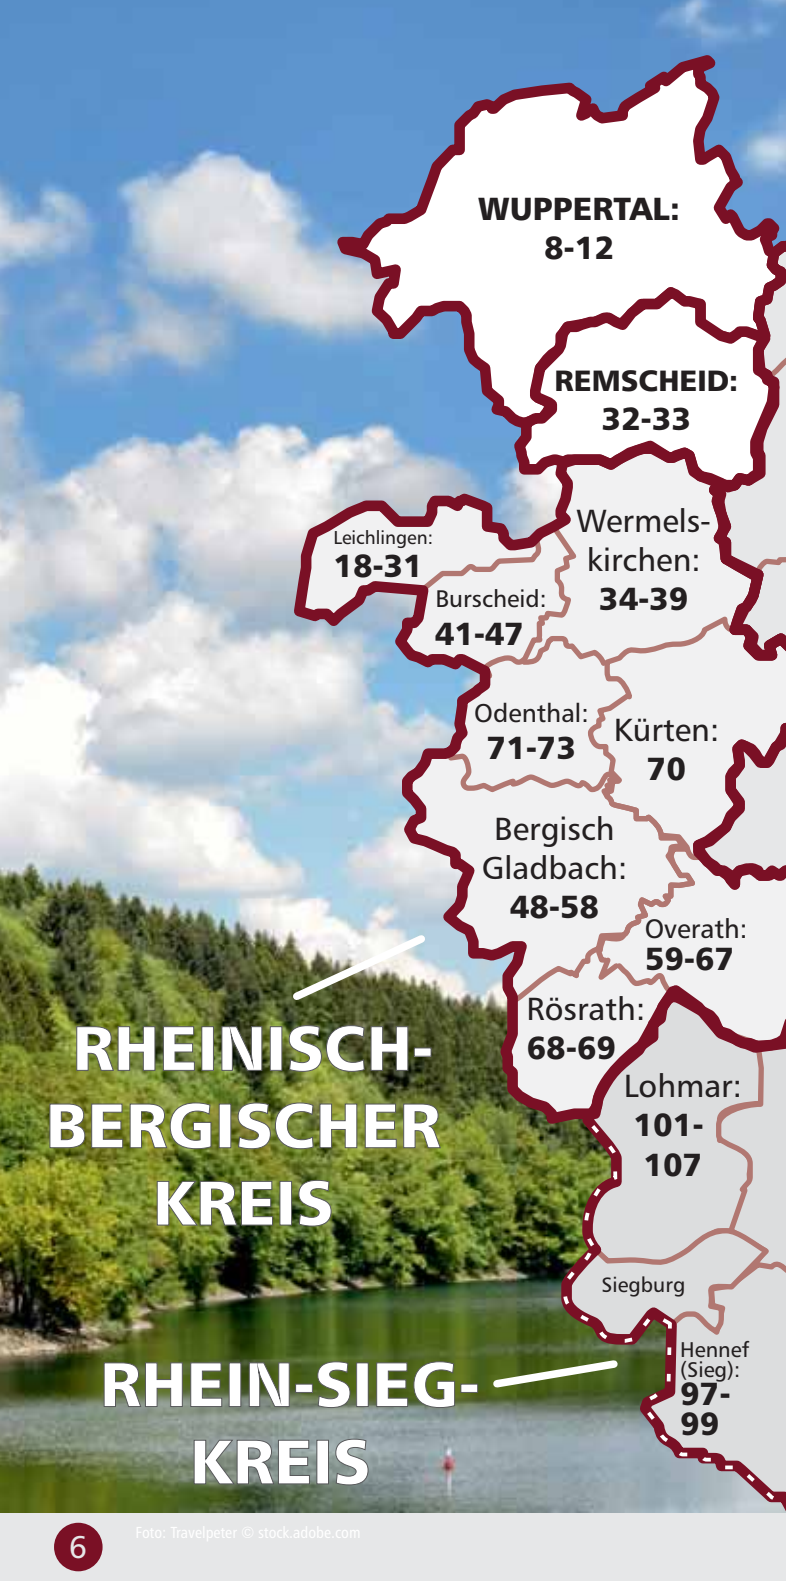 WUPPERTAL:
8-12
REMSCHEID:
32-33
Wermels-
kirchen:
34-39
Leichlingen:
18-31
Burscheid:
41-47
Odenthal:
71-73
Kürten:
70
Bergisch
Gladbach:
48-58
Overath:
59-67
Rösrath:
68-69
RHEINISCH-
BERGISCHER
KREIS
Lohmar:
101-
107
Siegburg
Hennef
(Sieg):
97-
99
RHEIN-SIEG-
KREIS
6
Foto: Travelpeter © stock.adobe.com